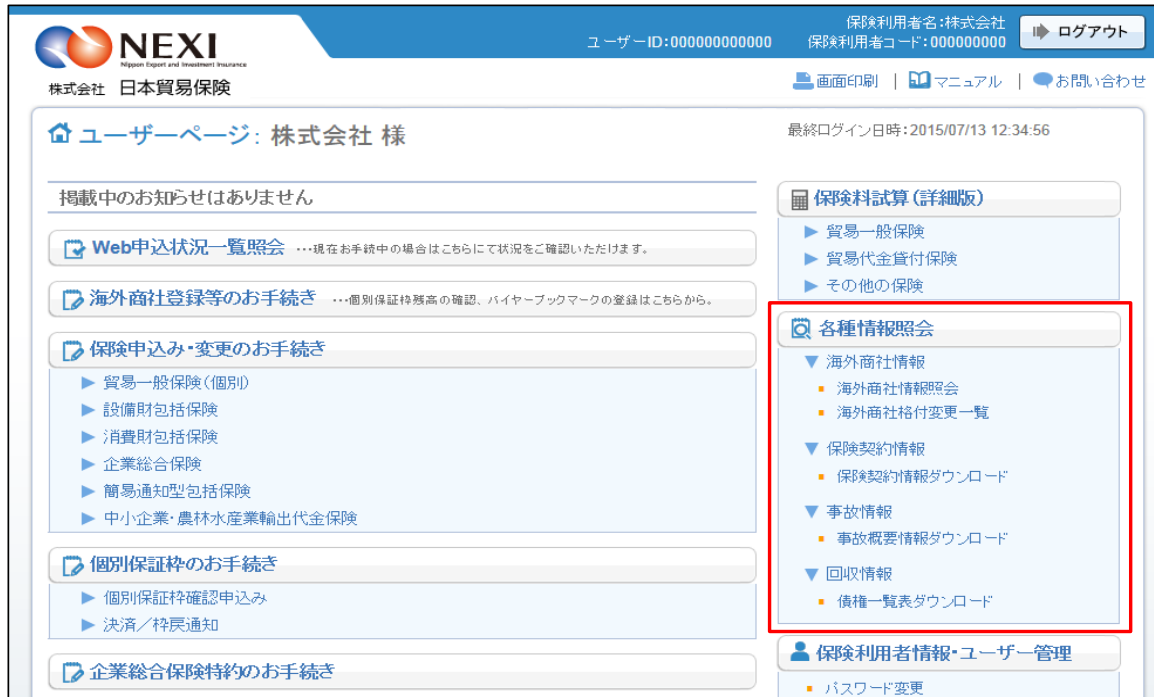 NEXI
Nippon Export and Investment Insurance
株式会社 日本貿易保険
ユーザーID:000000000000
保険利用者名:株式会社
保険利用者コード:000000000
ログアウト
画面印刷 | マニュアル | お問い合わせ
ユーザーページ: 株式会社 様
最終ログイン日時:2015/07/13 12:34:56
掲載中のお知らせはありません
Web申込状況一覧照会 …現在お手続中の場合はこちらにて状況をご確認いただけます。
海外商社登録等のお手続き …個別保証枠残高の確認、バイヤーブックマークの登録はこちらから。
保険申込み・変更のお手続き
貿易一般保険(個別)
設備財包括保険
消費財包括保険
企業総合保険
簡易通知型包括保険
中小企業・農林水産業輸出代金保険
個別保証枠のお手続き
個別保証枠確認申込み
決済/枠戻通知
企業総合保険特約のお手続き
保険料試算(詳細版)
貿易一般保険
貿易代金貸付保険
その他の保険
各種情報照会
海外商社情報
海外商社情報照会
海外商社格付変更一覧
保険契約情報
保険契約情報ダウンロード
事故情報
事故概要情報ダウンロード
回収情報
債権一覧表ダウンロード
保険利用者情報・ユーザー管理
パスワード変更